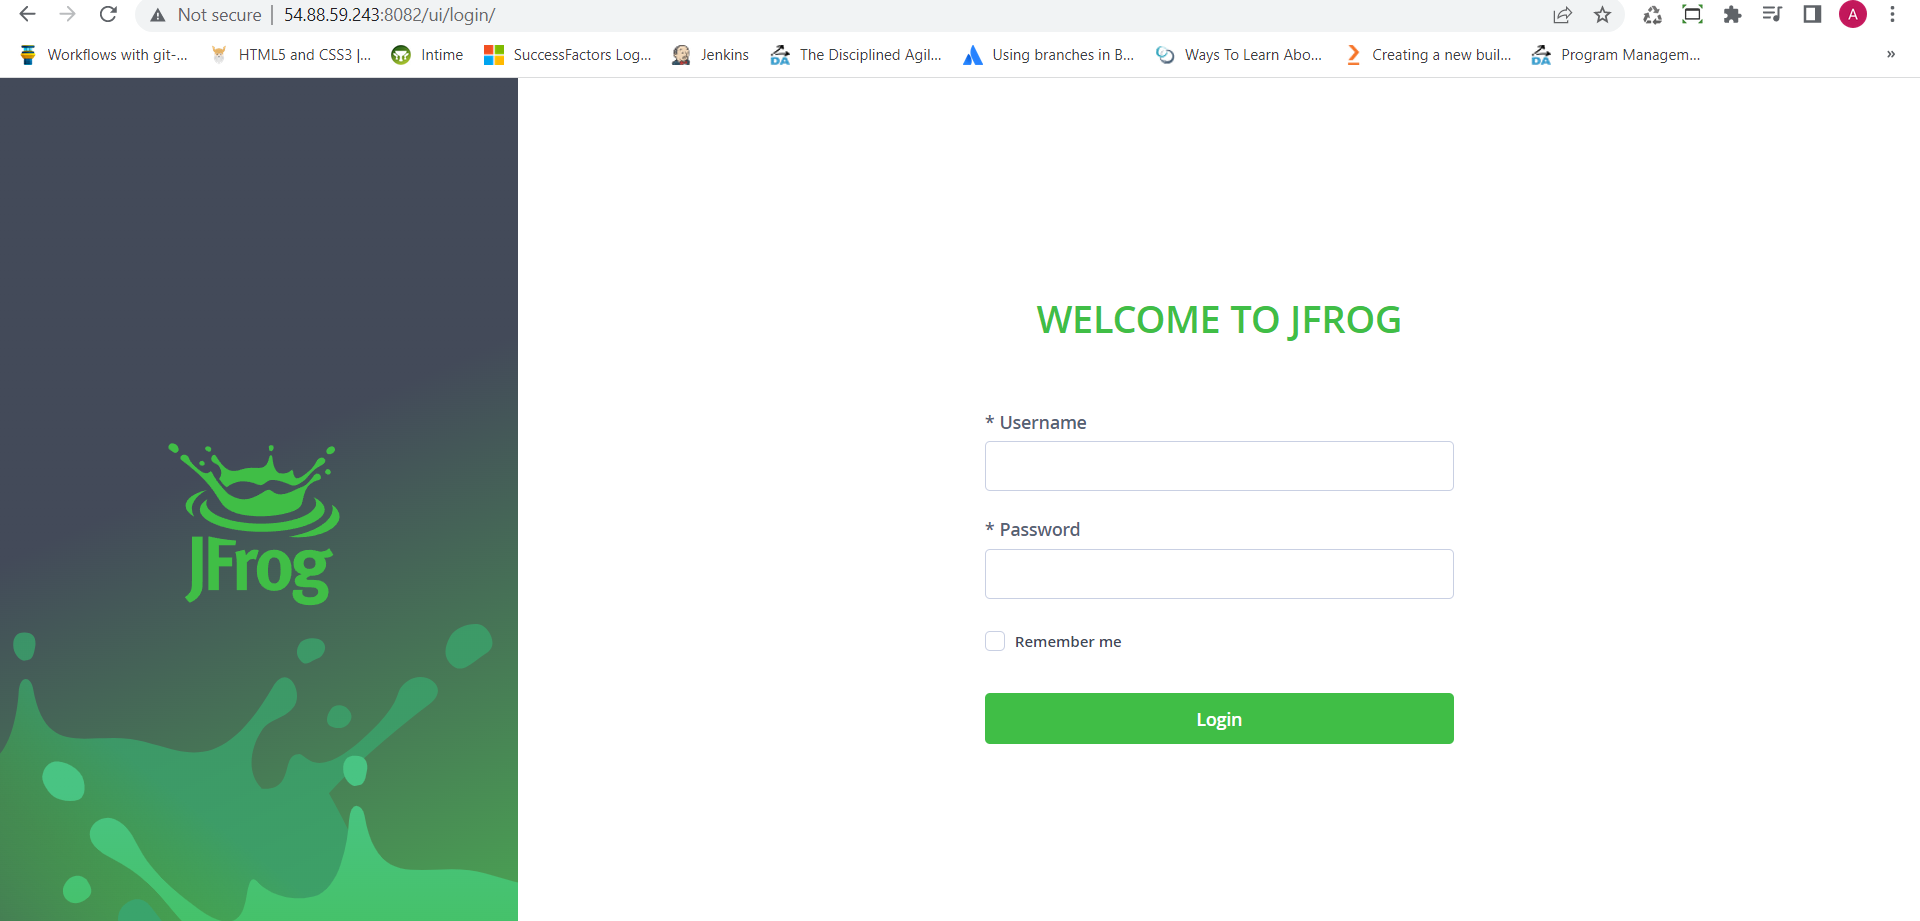 Not secure | 54.88.59.243:8082/ui/login/
A
Workflows with git-... HTML5 and CSS3 |... Intime SuccessFactors Log... Jenkins DA The Disciplined Agil... Using branches in B... Ways To Learn Abo... Creating a new buil... DA Program Managem... »
WELCOME TO JFROG
* Username
JFrog
* Password
Remember me
Login